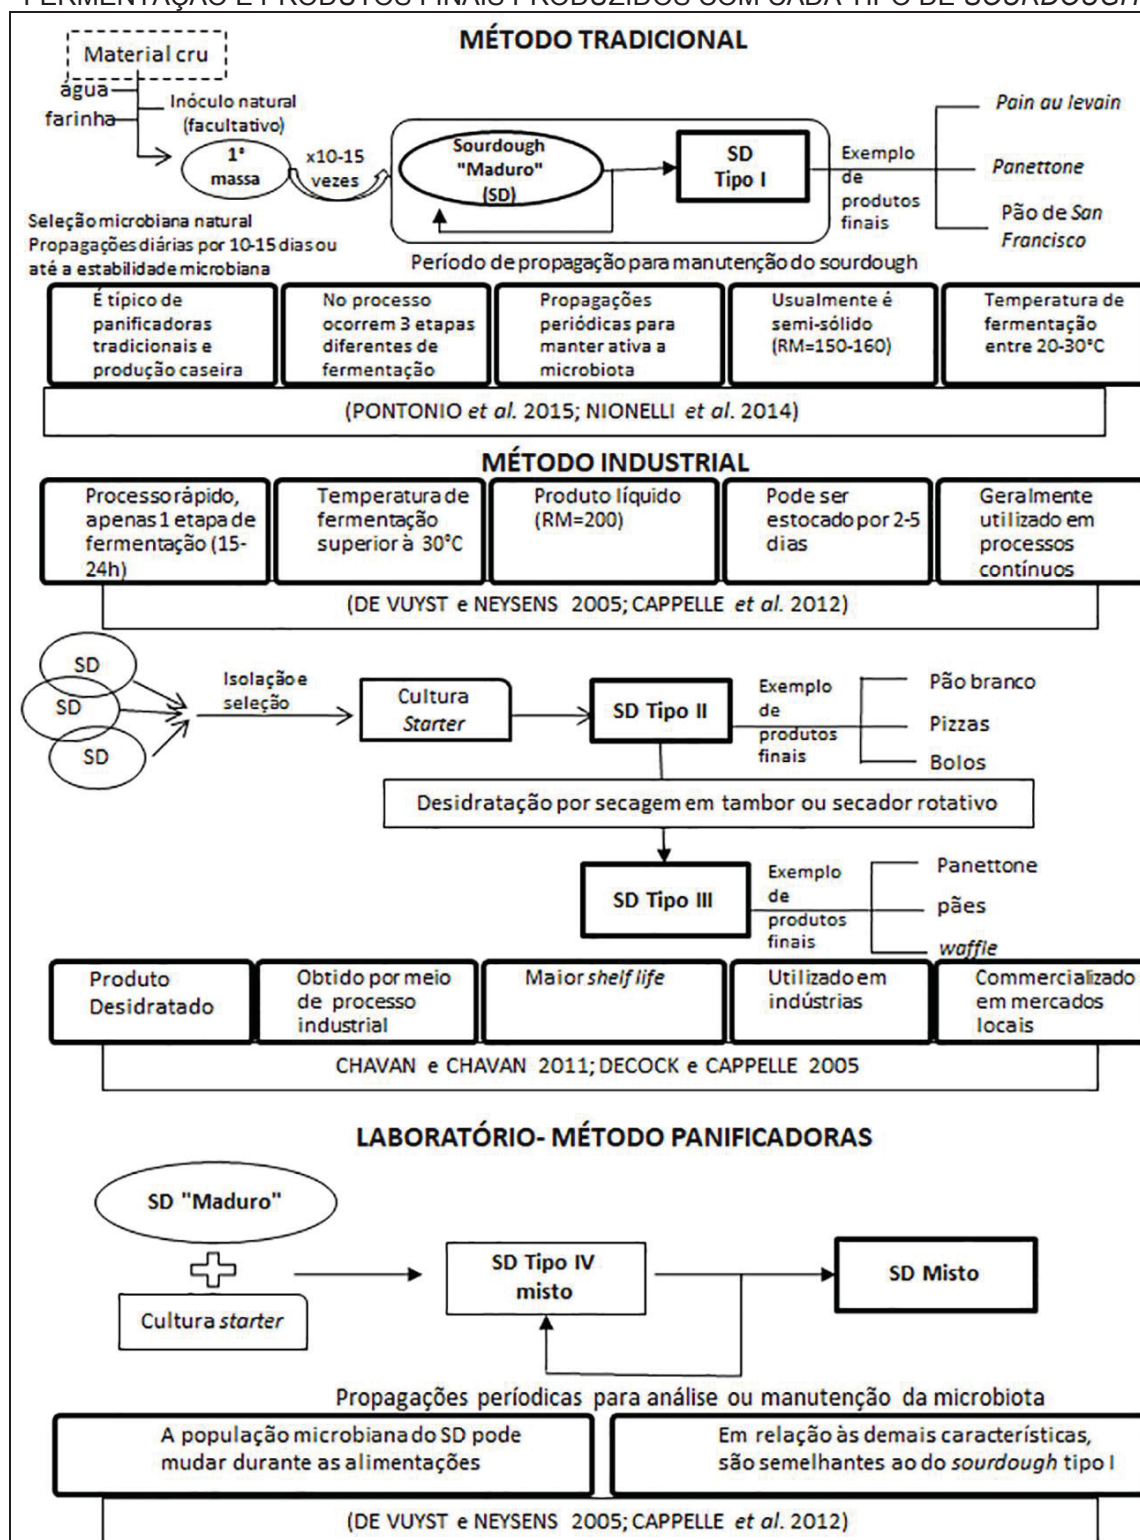 FERMENTAÇÃO E PRODUTOS FINAIS PRODUZIDOS COM CADA TIPO DE SOURDOUGH
MÉTODO TRADICIONAL
Material cru
água
farinha
Inóculo natural
(facultativo)
1ª
massa
x10-15
vezes
Sourdough
"Maduro"
(SD)
SD
Tipo I
Exemplo
de
produtos
finais
Pain au levain
Panettone
Pão de San
Francisco
Seleção microbiana natural
Propagações diárias por 10-15 dias ou
até a estabilidade microbiana
Período de propagação para manutenção do sourdough
É típico de
panificadoras
tradicionais e
produção caseira
No processo
ocorrem 3 etapas
diferentes de
fermentação
Propagações
periódicas para
manter ativa a
microbiota
Usualmente é
semi-sólido
(RM=150-160)
Temperatura de
fermentação
entre 20-30°C
(PONTONIO et al. 2015; NIONELLI et al. 2014)
MÉTODO INDUSTRIAL
Processo rápido,
apenas 1 etapa de
fermentação (15-
24h)
Temperatura de
fermentação
superior à 30°C
Produto líquido
(RM=200)
Pode ser
estocado por 2-5
dias
Geralmente
utilizado em
processos
contínuos
(DE VUYST e NEYSENS 2005; CAPPELLE et al. 2012)
SD
SD
SD
Isolação e
seleção
Cultura
Starter
SD Tipo II
Exemplo
de
produtos
finais
Pão branco
Pizzas
Bolos
Desidratação por secagem em tambor ou secador rotativo
SD Tipo III
Exemplo
de
produtos
finais
Panettone
pães
waffle
Produto
Desidratado
Obtido por meio
de processo
industrial
Maior shelf life
Utilizado em
indústrias
Commercializado
em mercados
locais
CHAVAN e CHAVAN 2011; DECOCK e CAPPELLE 2005
LABORATÓRIO- MÉTODO PANIFICADORAS
SD "Maduro"
Cultura starter
SD Tipo IV
misto
SD Misto
Propagações periódicas para análise ou manutenção da microbiota
A população microbiana do SD pode
mudar durante as alimentações
Em relação às demais características,
são semelhantes ao do sourdough tipo I
(DE VUYST e NEYSENS 2005; CAPPELLE et al. 2012)